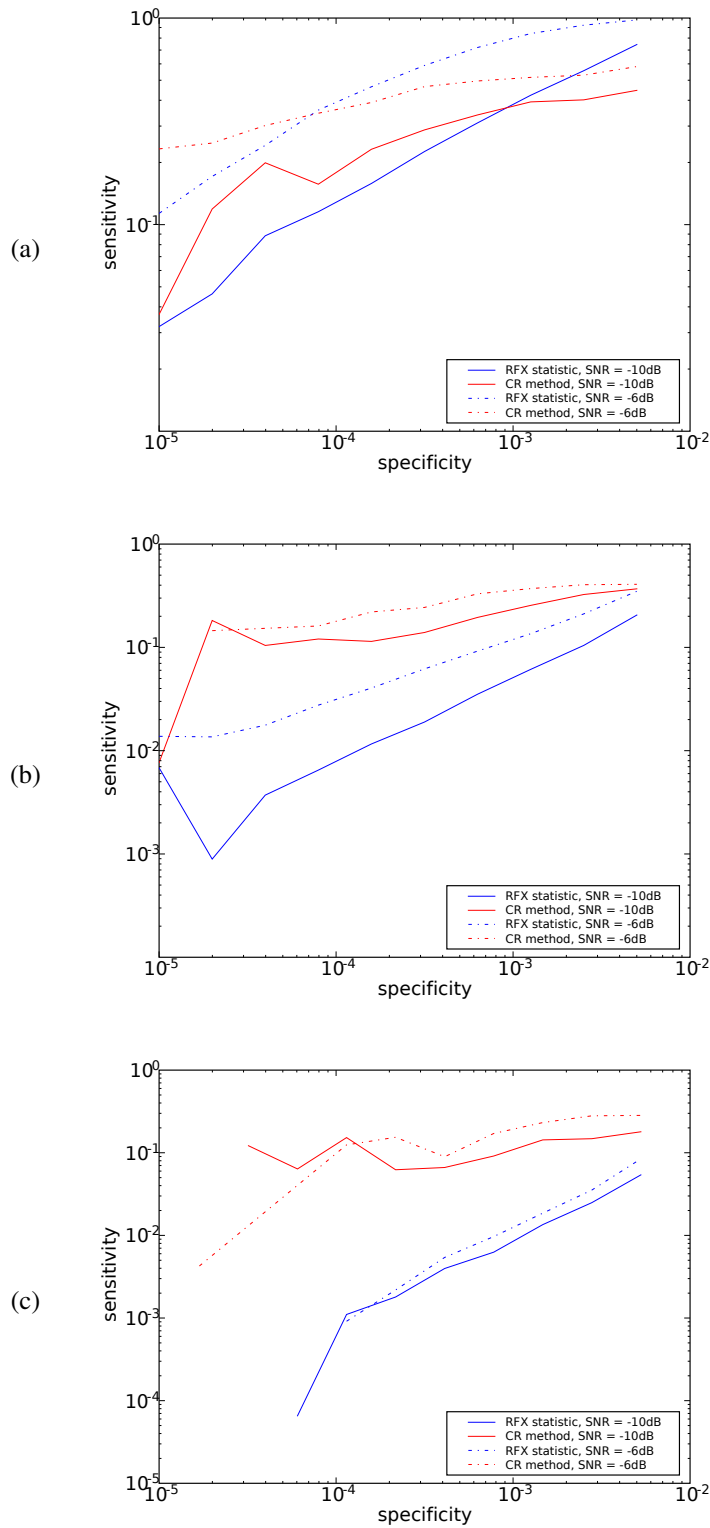 (a)
sensitivity
10^0
10^-1
RFX statistic, SNR = -10dB
CR method, SNR = -10dB
RFX statistic, SNR = -6dB
CR method, SNR = -6dB
10^-5 10^-4 10^-3 10^-2
specificity
(b)
sensitivity
10^0
10^-1
10^-2
10^-3
RFX statistic, SNR = -10dB
CR method, SNR = -10dB
RFX statistic, SNR = -6dB
CR method, SNR = -6dB
10^-5 10^-4 10^-3 10^-2
specificity
(c)
sensitivity
10^0
10^-1
10^-2
10^-3
10^-4
10^-5
RFX statistic, SNR = -10dB
CR method, SNR = -10dB
RFX statistic, SNR = -6dB
CR method, SNR = -6dB
10^-5 10^-4 10^-3 10^-2
specificity